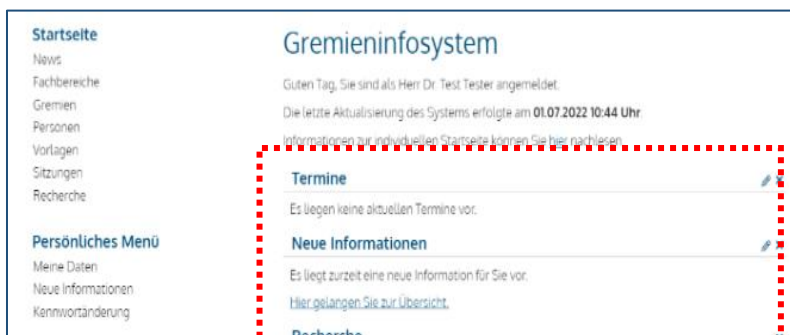 Startseite
News
Fachbereiche
Gremien
Personen
Vorlagen
Sitzungen
Recherche
Persönliches Menü
Meine Daten
Neue Informationen
Kennwortänderung
Gremieninfosystem
Guten Tag, Sie sind als Herr Dr. Test Tester angemeldet.
Die letzte Aktualisierung des Systems erfolgte am 01.07.2022 10:44 Uhr.
Informationen zur individuellen Startseite können Sie hier nachlesen.
Termine
Es liegen keine aktuellen Termine vor.
Neue Informationen
Es liegt zurzeit eine neue Information für Sie vor.
Hier gelangen Sie zur Übersicht.
Recherche